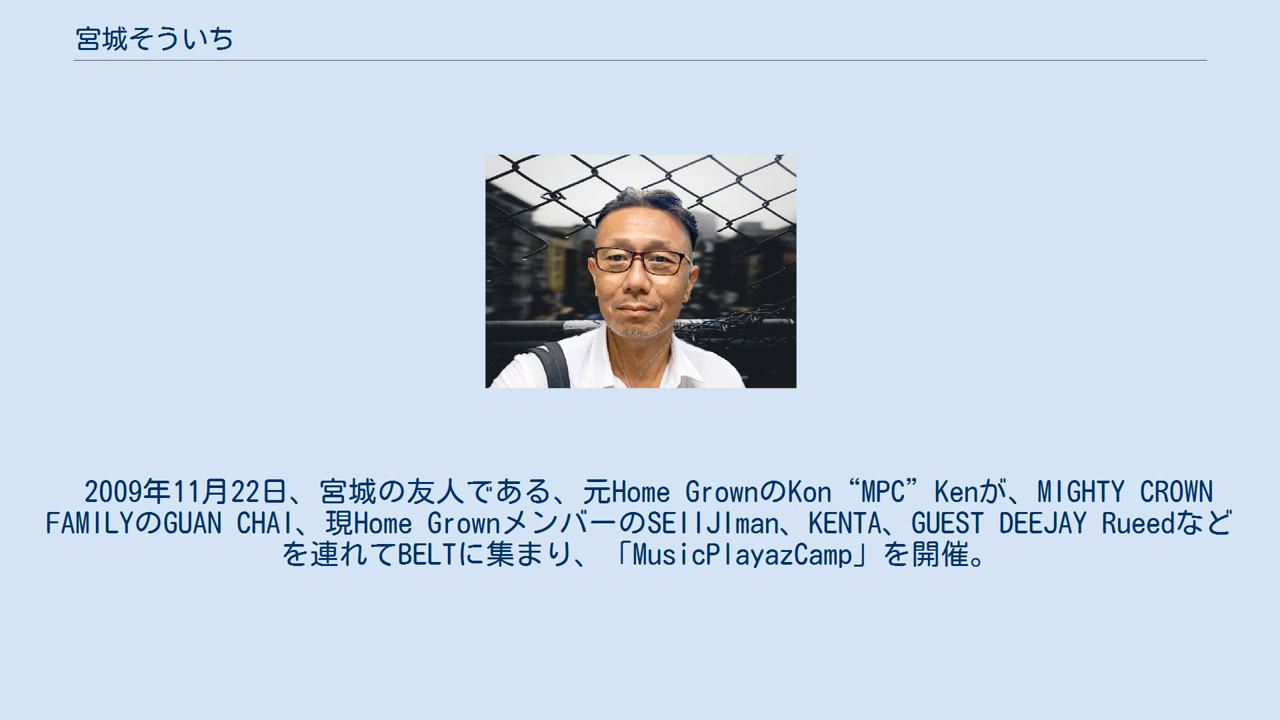 宮城そういち
2009年11月22日、宮城の友人である、元Home GrownのKon“MPC”Kenが、MIGHTY CROWN
FAMILYのGUAN CHAI、現Home GrownメンバーのSEIIJIman、KENTA、GUEST DEEJAY Rueedなど
を連れてBELTに集まり、「MusicPlayazCamp」を開催。